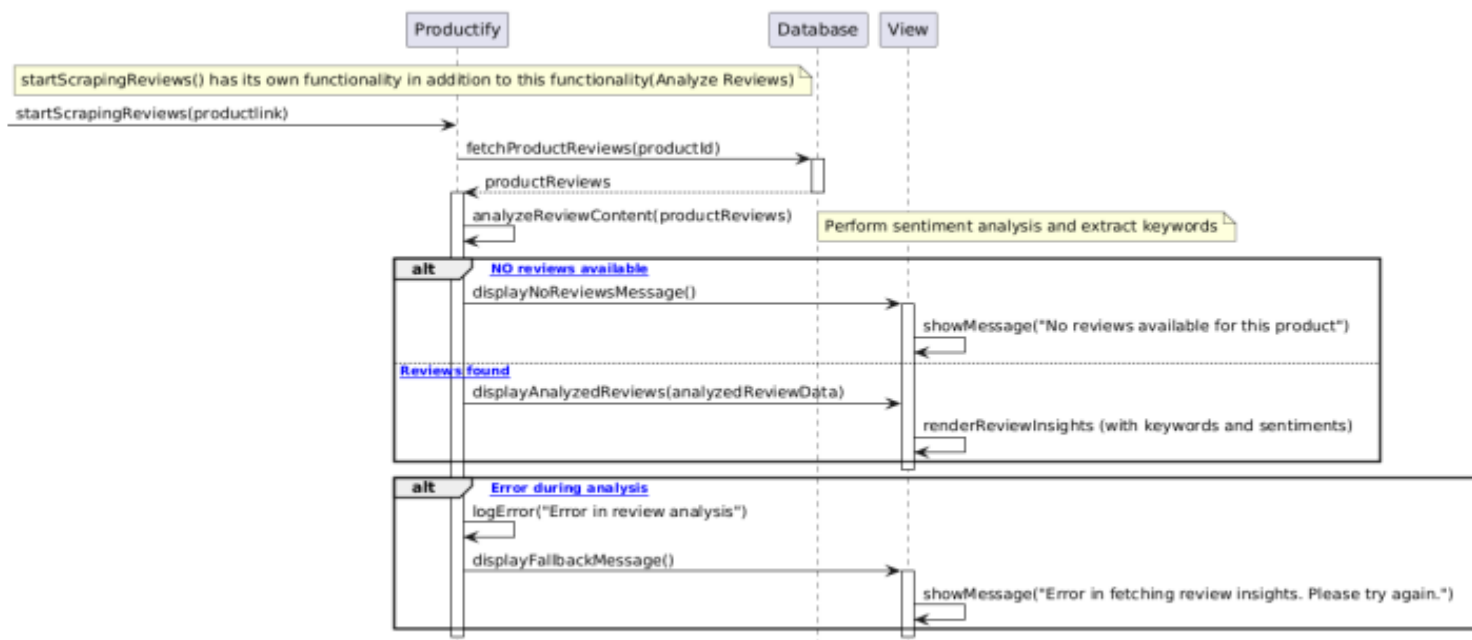 Productify
Database
View
startScrapingReviews() has its own functionality in addition to this functionality(Analyze Reviews)
startScrapingReviews(productlink)
fetchProductReviews(productId)
productReviews
analyzeReviewContent(productReviews)
Perform sentiment analysis and extract keywords
alt
NO reviews available
displayNoReviewsMessage()
showMessage("No reviews available for this product")
Reviews found
displayAnalyzedReviews(analyzedReviewData)
renderReviewInsights (with keywords and sentiments)
alt
Error during analysis
logError("Error in review analysis")
displayFallbackMessage()
showMessage("Error in fetching review insights. Please try again.")